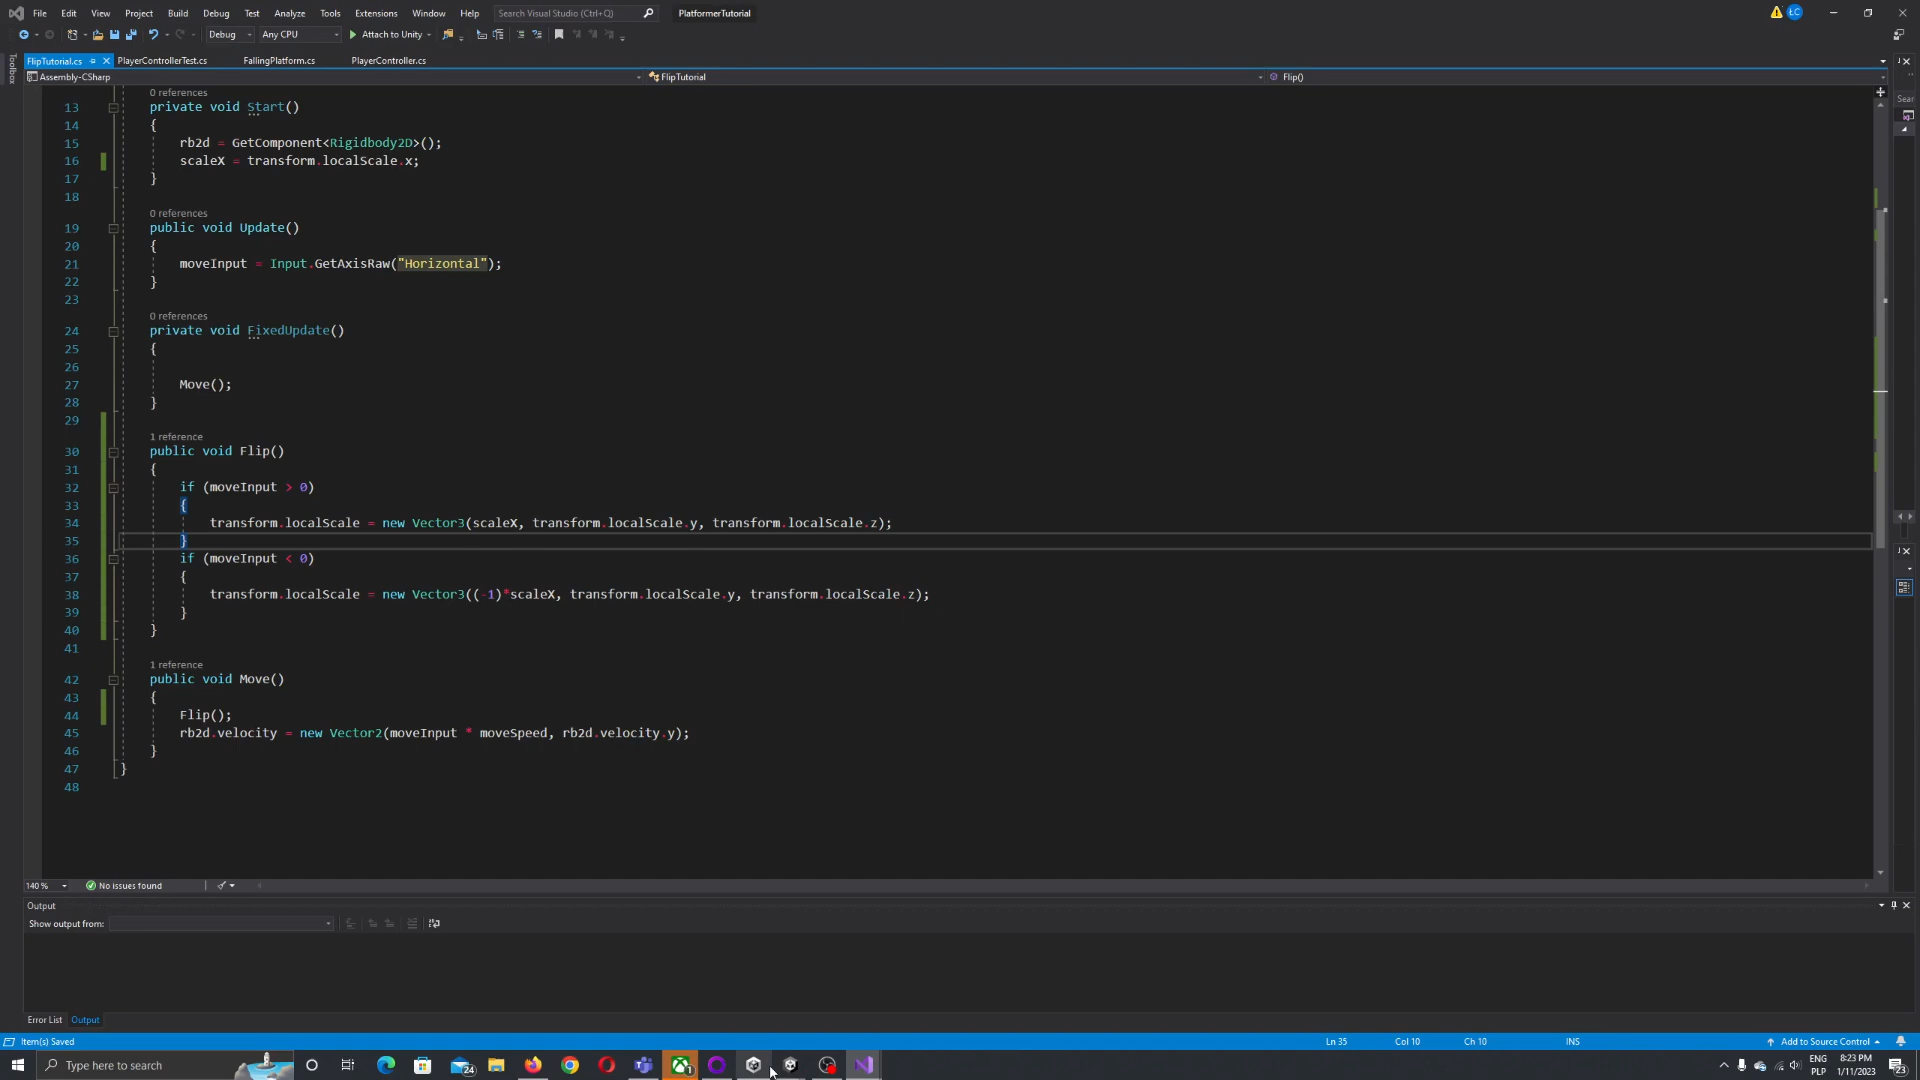 File Edit View Project Build Debug Test Analyze Tools Extensions Window Help Search Visual Studio (Ctrl+Q) PlatformerTutorial ŁC
Debug Any CPU Attach to Unity
FlipTutorial.cs PlayerControllerTest.cs FallingPlatform.cs PlayerController.cs
Toolbox
Assembly-CSharp FlipTutorial Flip()
Sear
0 references
13 private void Start()
14 {
15 rb2d = GetComponent<Rigidbody2D>();
16 scaleX = transform.localScale.x;
17 }
18
0 references
19 public void Update()
20 {
21 moveInput = Input.GetAxisRaw("Horizontal");
22 }
23
0 references
24 private void FixedUpdate()
25 {
26
27 Move();
28 }
29
1 reference
30 public void Flip()
31 {
32 if (moveInput > 0)
33 {
34 transform.localScale = new Vector3(scaleX, transform.localScale.y, transform.localScale.z);
35 }
36 if (moveInput < 0)
37 {
38 transform.localScale = new Vector3((-1)*scaleX, transform.localScale.y, transform.localScale.z);
39 }
40 }
41
1 reference
42 public void Move()
43 {
44 Flip();
45 rb2d.velocity = new Vector2(moveInput * moveSpeed, rb2d.velocity.y);
46 }
47 }
48
140 % No issues found
Output
Show output from:
Error List Output
Item(s) Saved Ln 35 Col 10 Ch 10 INS Add to Source Control
Type here to search 24 1 ENG 8:23 PM
PLP 1/11/2023 23